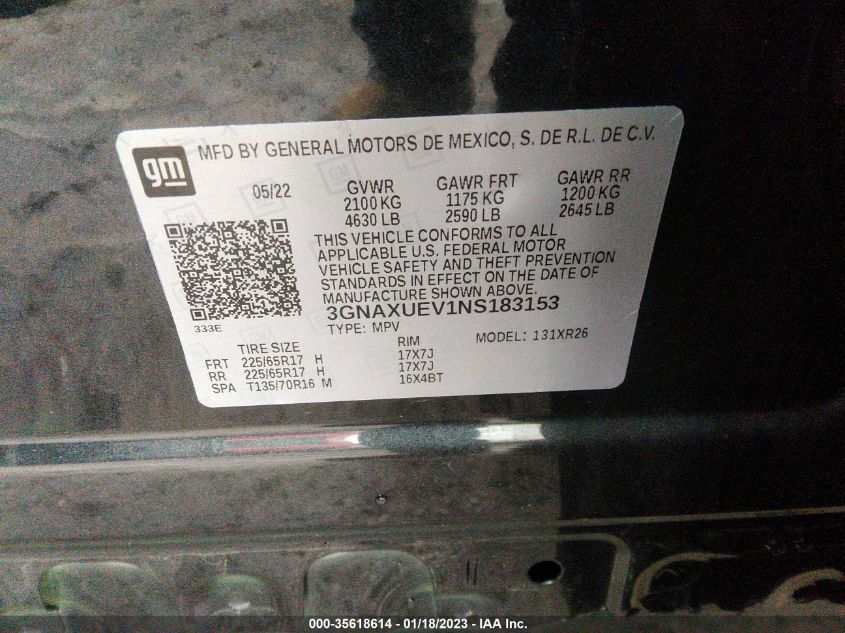 gm
MFD BY GENERAL MOTORS DE MEXICO, S. DE R.L. DE C.V.
05/22 GVWR GAWR FRT GAWR RR
2100 KG 1175 KG 1200 KG
4630 LB 2590 LB 2645 LB
THIS VEHICLE CONFORMS TO ALL
APPLICABLE U.S. FEDERAL MOTOR
VEHICLE SAFETY AND THEFT PREVENTION
STANDARDS IN EFFECT ON THE DATE OF
MANUFACTURE SHOWN ABOVE.
3GNAXUEV1NS183153
333E
TYPE: MPV MODEL: 131XR26
TIRE SIZE RIM
FRT 225/65R17 H 17X7J
RR 225/65R17 H 17X7J
SPA T135/70R16 M 16X4BT
000-35618614 - 01/18/2023 - IAA Inc.